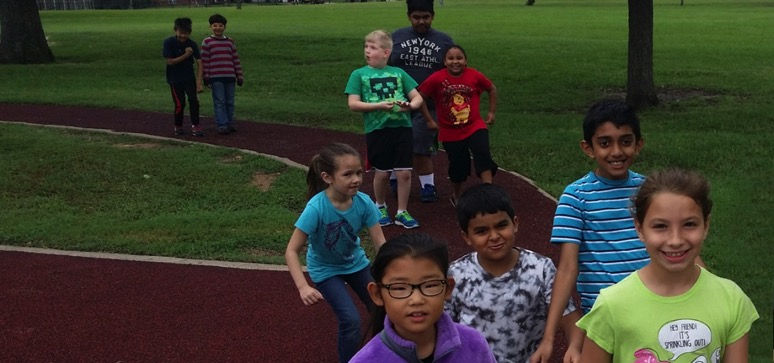 NEW YORK
1946
EAST ATHL
LEAGUE
HEY FRIEND!
IT'S
SPRINKLING OUT!